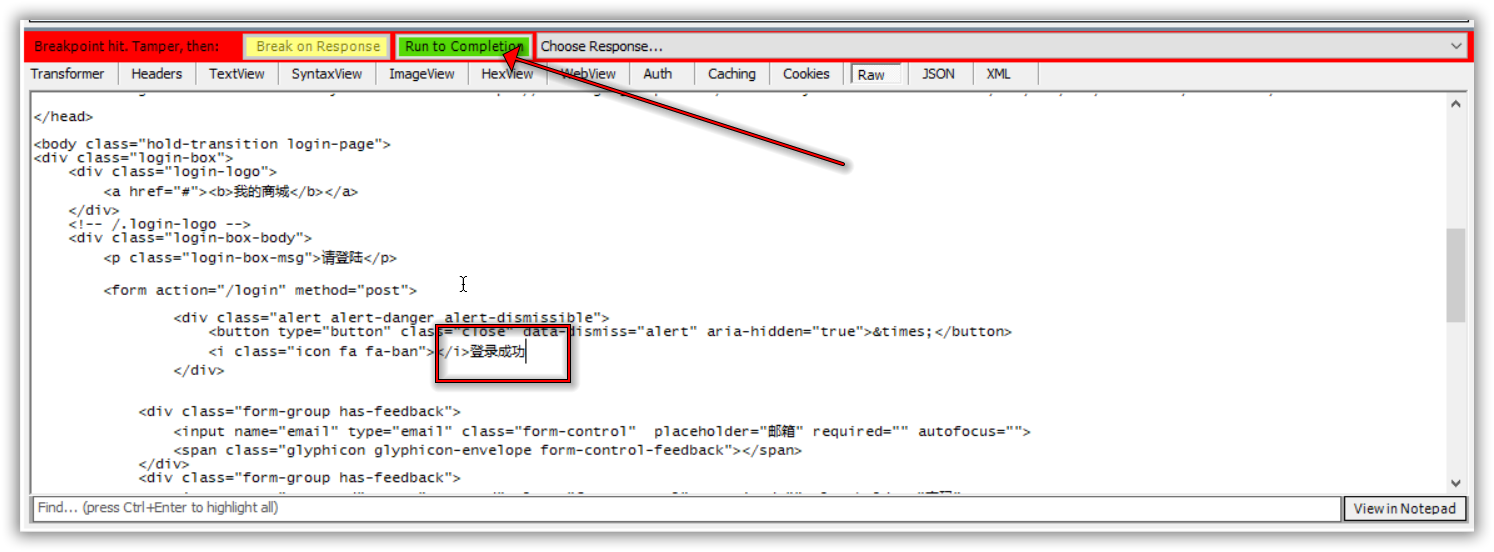 Breakpoint hit. Tamper, then: Break on Response Run to Completion Choose Response...
Transformer Headers TextView SyntaxView ImageView HexView WebView Auth Caching Cookies Raw JSON XML
</head>
<body class="hold-transition login-page">
<div class="login-box">
<div class="login-logo">
<a href="#"><b>我的商城</b></a>
</div>
<!-- /.login-logo -->
<div class="login-box-body">
<p class="login-box-msg">请登陆</p>
<form action="/login" method="post">
<div class="alert alert-danger alert-dismissible">
<button type="button" class="close" data-dismiss="alert" aria-hidden="true">&times;</button>
<i class="icon fa fa-ban"></i>登录成功
</div>
<div class="form-group has-feedback">
<input name="email" type="email" class="form-control"  placeholder="邮箱" required="" autofocus="">
<span class="glyphicon glyphicon-envelope form-control-feedback"></span>
</div>
<div class="form-group has-feedback">
Find... (press Ctrl+Enter to highlight all) View in Notepad